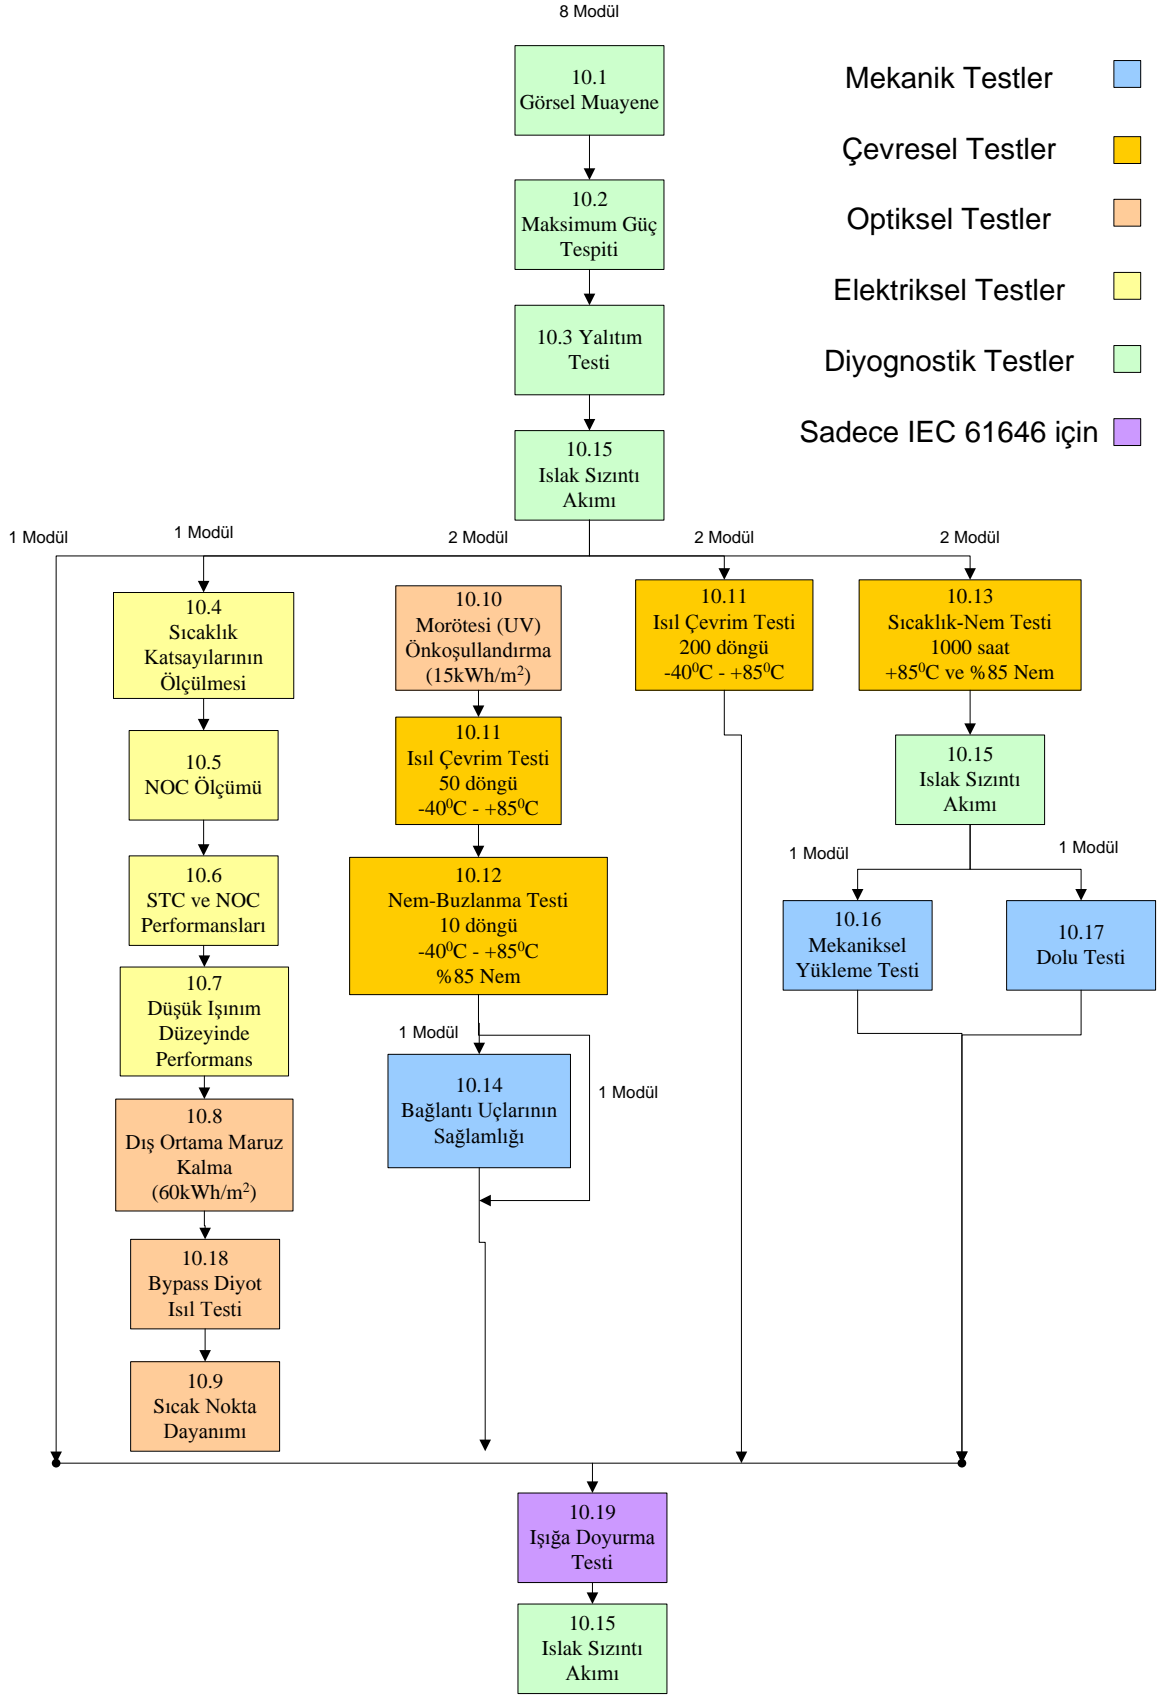 8 Modül
10.1
Görsel Muayene
10.2
Maksimum Güç
Tespiti
10.3 Yalıtım
Testi
10.15
Islak Sızıntı
Akımı
Mekanik Testler
Çevresel Testler
Optiksel Testler
Elektriksel Testler
Diyognostik Testler
Sadece IEC 61646 için
1 Modül
1 Modül
2 Modül
2 Modül
2 Modül
10.4
Sıcaklık
Katsayılarının
Ölçülmesi
10.5
NOC Ölçümü
10.6
STC ve NOC
Performansları
10.7
Düşük Işınım
Düzeyinde
Performans
10.8
Dış Ortama Maruz
Kalma
(60kWh/m²)
10.18
Bypass Diyot
Isıl Testi
10.9
Sıcak Nokta
Dayanımı
10.10
Morötesi (UV)
Önkoşullandırma
(15kWh/m²)
10.11
Isıl Çevrim Testi
50 döngü
-40⁰C - +85⁰C
10.12
Nem-Buzlanma Testi
10 döngü
-40⁰C - +85⁰C
%85 Nem
1 Modül
10.14
Bağlantı Uçlarının
Sağlamlığı
1 Modül
10.11
Isıl Çevrim Testi
200 döngü
-40⁰C - +85⁰C
10.13
Sıcaklık-Nem Testi
1000 saat
+85⁰C ve %85 Nem
10.15
Islak Sızıntı
Akımı
1 Modül
1 Modül
10.16
Mekaniksel
Yükleme Testi
10.17
Dolu Testi
10.19
Işığa Doyurma
Testi
10.15
Islak Sızıntı
Akımı